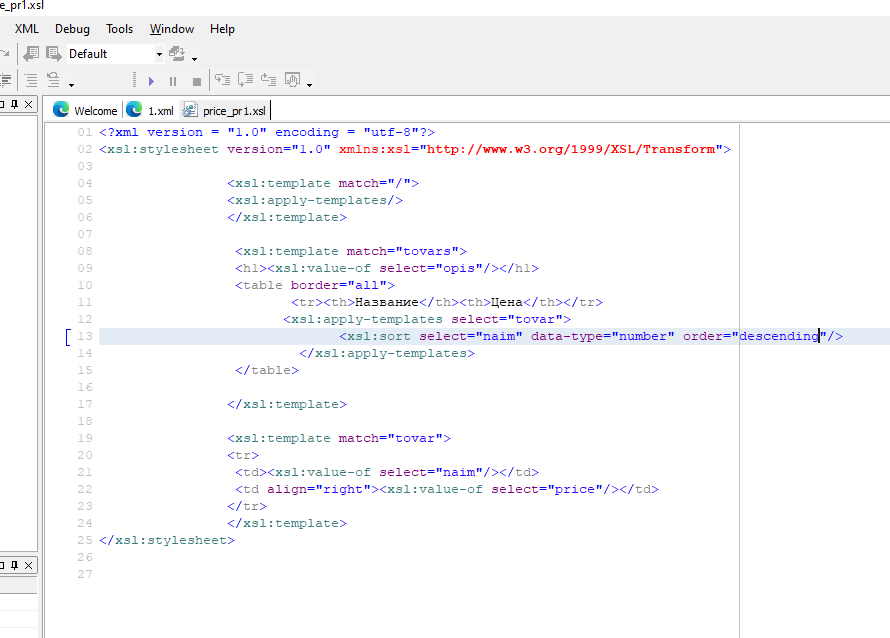 e_pr1.xsl
XML Debug Tools Window Help
Default
Welcome 1.xml price_pr1.xsl
01 <?xml version = "1.0" encoding = "utf-8"?>
02 <xsl:stylesheet version="1.0" xmlns:xsl="http://www.w3.org/1999/XSL/Transform">
03
04 <xsl:template match="/">
05 <xsl:apply-templates/>
06 </xsl:template>
07
08 <xsl:template match="tovars">
09 <h1><xsl:value-of select="opis"/></h1>
10 <table border="all">
11 <tr><th>Название</th><th>Цена</th></tr>
12 <xsl:apply-templates select="tovar">
13 <xsl:sort select="naim" data-type="number" order="descending"/>
14 </xsl:apply-templates>
15 </table>
16
17 </xsl:template>
18
19 <xsl:template match="tovar">
20 <tr>
21 <td><xsl:value-of select="naim"/></td>
22 <td align="right"><xsl:value-of select="price"/></td>
23 </tr>
24 </xsl:template>
25 </xsl:stylesheet>
26
27